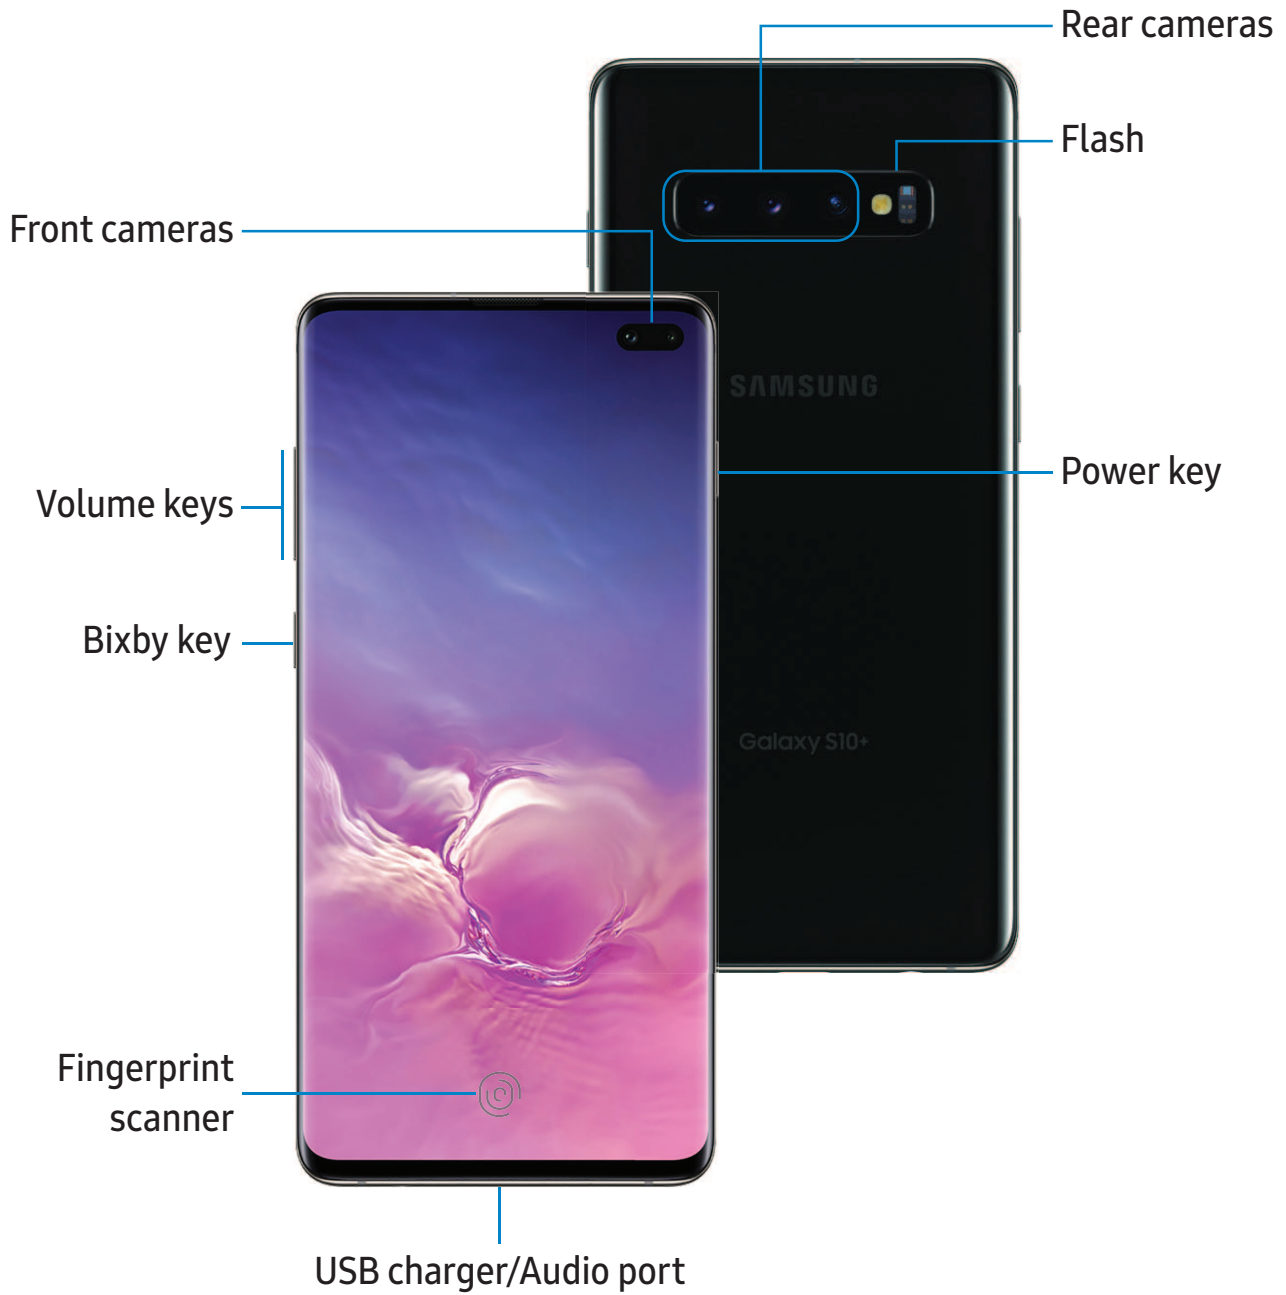 Rear cameras
Flash
Front cameras
SAMSUNG
Power key
Volume keys
Bixby key
Galaxy S10+
Fingerprint
scanner
USB charger/Audio port